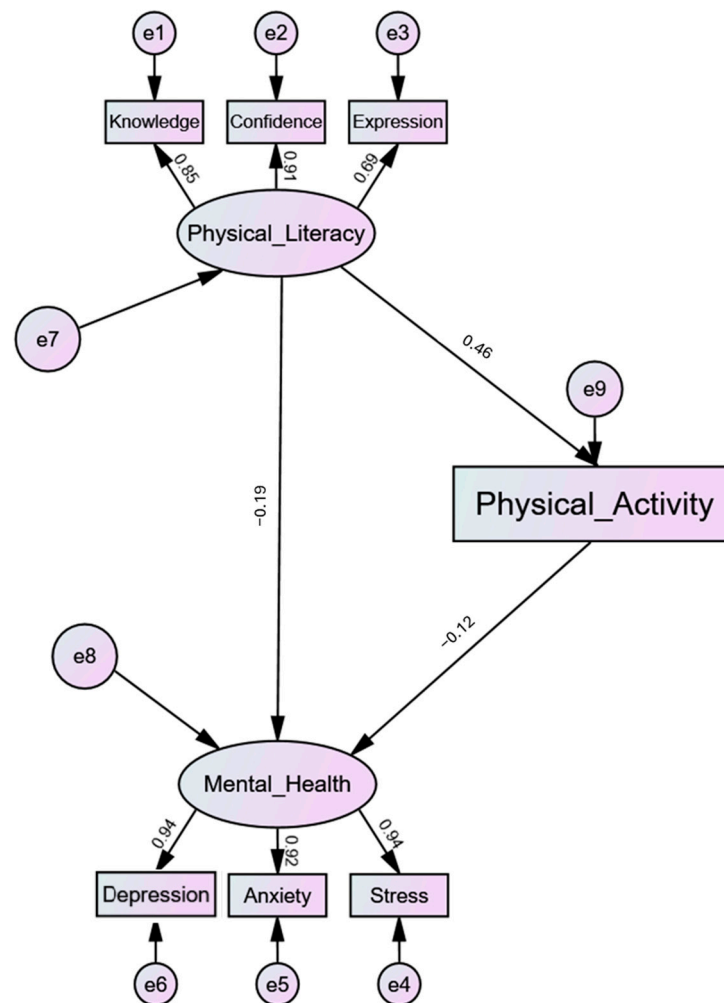 e1
e2
e3
Knowledge
Confidence
Expression
0.85
0.91
0.69
Physical_Literacy
e7
0.46
e9
Physical_Activity
−0.19
−0.12
e8
Mental_Health
0.94
0.92
0.94
Depression
Anxiety
Stress
e6
e5
e4